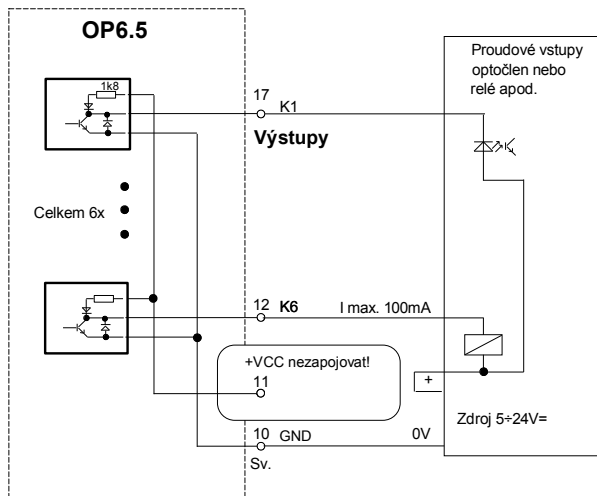 OP6.5
1k8
17
K1
Výstupy
Celkem 6x
12
K6
I max. 100mA
+VCC nezapojovat!
11
10
GND
0V
Sv.
Proudové vstupy
optočlen nebo
relé apod.
+
Zdroj 5÷24V=